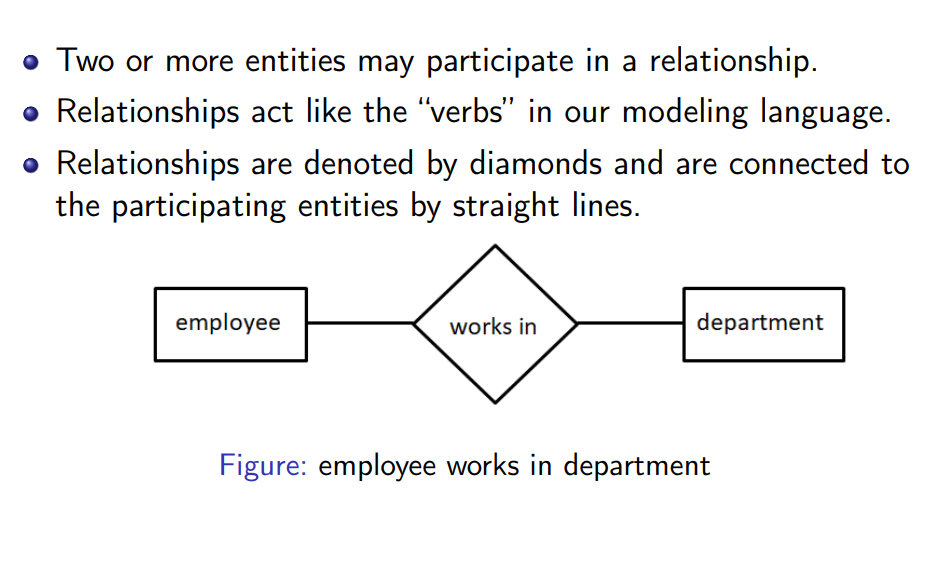 Two or more entities may participate in a relationship.
Relationships act like the “verbs” in our modeling language.
Relationships are denoted by diamonds and are connected to
the participating entities by straight lines.
employee
works in
department
Figure: employee works in department